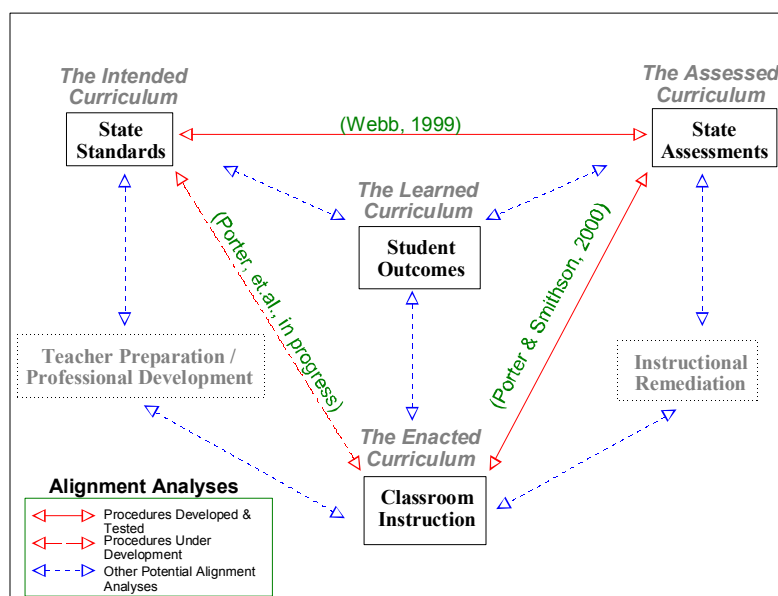 The Intended
Curriculum
The Assessed
Curriculum
State
Standards
(Webb, 1999)
State
Assessments
The Learned
Curriculum
Student
Outcomes
(Porter, et.al., in progress)
(Porter & Smithson, 2000)
Teacher Preparation /
Professional Development
Instructional
Remediation
The Enacted
Curriculum
Classroom
Instruction
Alignment Analyses
Procedures Developed &
Tested
Procedures Under
Development
Other Potential Alignment
Analyses